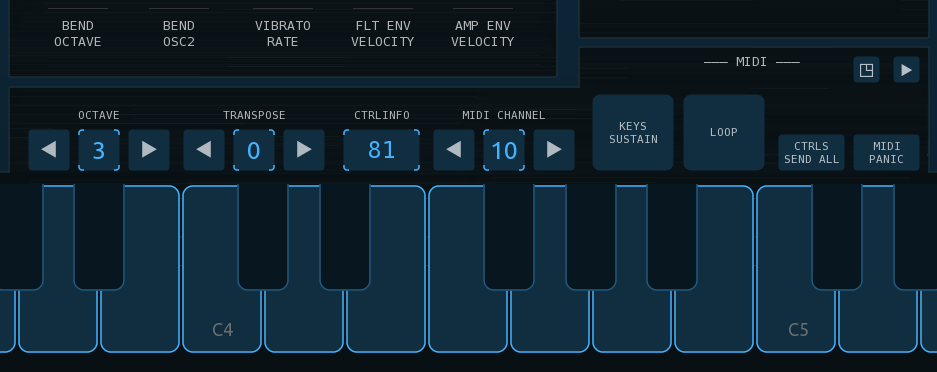 BEND OCTAVE
BEND OSC2
VIBRATO RATE
FLT ENV VELOCITY
AMP ENV VELOCITY
MIDI
OCTAVE
3
TRANSPOSE
0
CTRLINFO
81
MIDI CHANNEL
10
KEYS
SUSTAIN
LOOP
CTRLS
SEND ALL
MIDI
PANIC
C4
C5